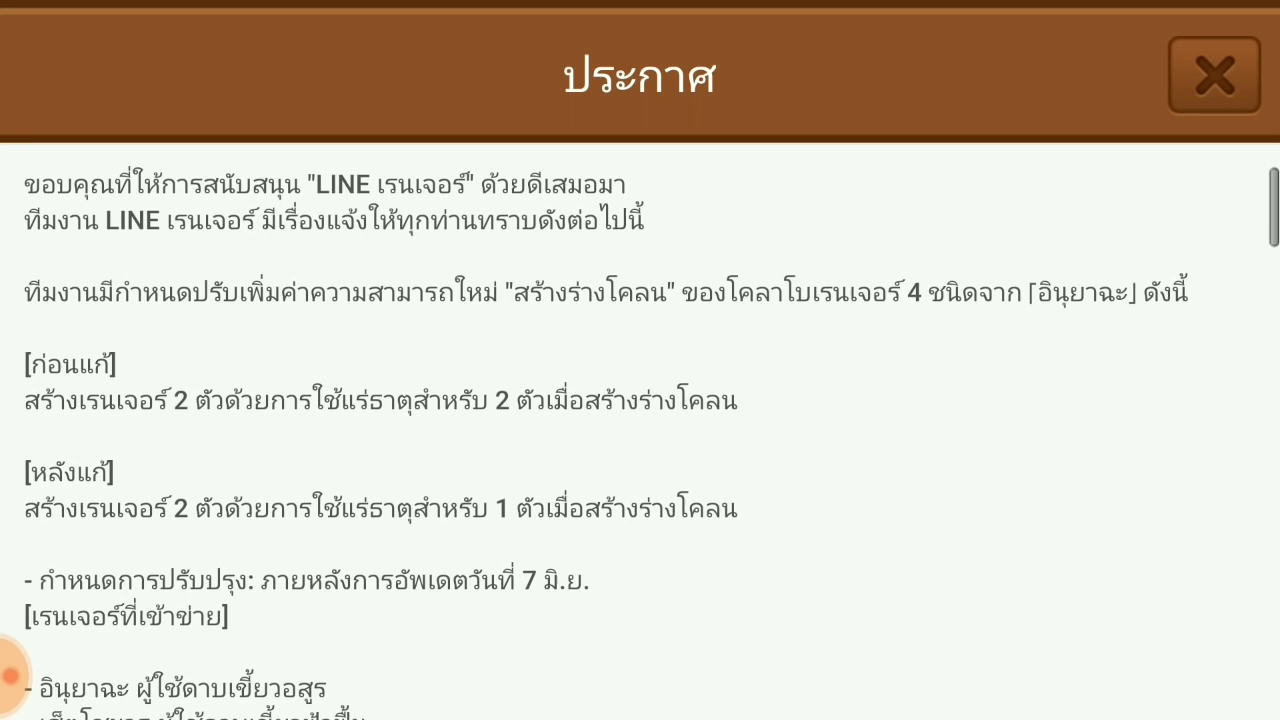 ประกาศ
ขอบคุณที่ให้การสนับสนุน "LINE เรนเจอร์" ด้วยดีเสมอมา
ทีมงาน LINE เรนเจอร์ มีเรื่องแจ้งให้ทุกท่านทราบดังต่อไปนี้
ทีมงานมีกำหนดปรับเพิ่มค่าความสามารถใหม่ "สร้างร่างโคลน" ของโคลาโบเรนเจอร์ 4 ชนิดจาก ｢อินุยาฉะ｣ ดังนี้
[ก่อนแก้]
สร้างเรนเจอร์ 2 ตัวด้วยการใช้แร่ธาตุสำหรับ 2 ตัวเมื่อสร้างร่างโคลน
[หลังแก้]
สร้างเรนเจอร์ 2 ตัวด้วยการใช้แร่ธาตุสำหรับ 1 ตัวเมื่อสร้างร่างโคลน
- กำหนดการปรับปรุง: ภายหลังการอัพเดตวันที่ 7 มิ.ย.
[เรนเจอร์ที่เข้าข่าย]
- อินุยาฉะ ผู้ใช้ดาบเขี้ยวอสูร